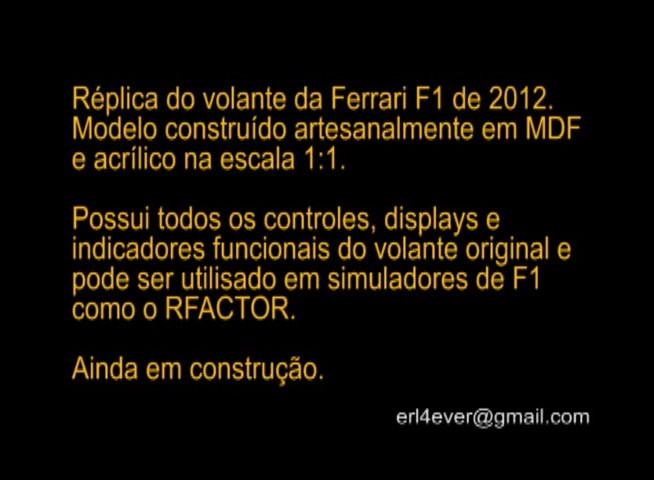 Réplica do volante da Ferrari F1 de 2012.
Modelo construído artesanalmente em MDF
e acrílico na escala 1:1.
Possui todos os controles, displays e
indicadores funcionais do volante original e
pode ser utilisado em simuladores de F1
como o RFACTOR.
Ainda em construção.
erl4ever@gmail.com